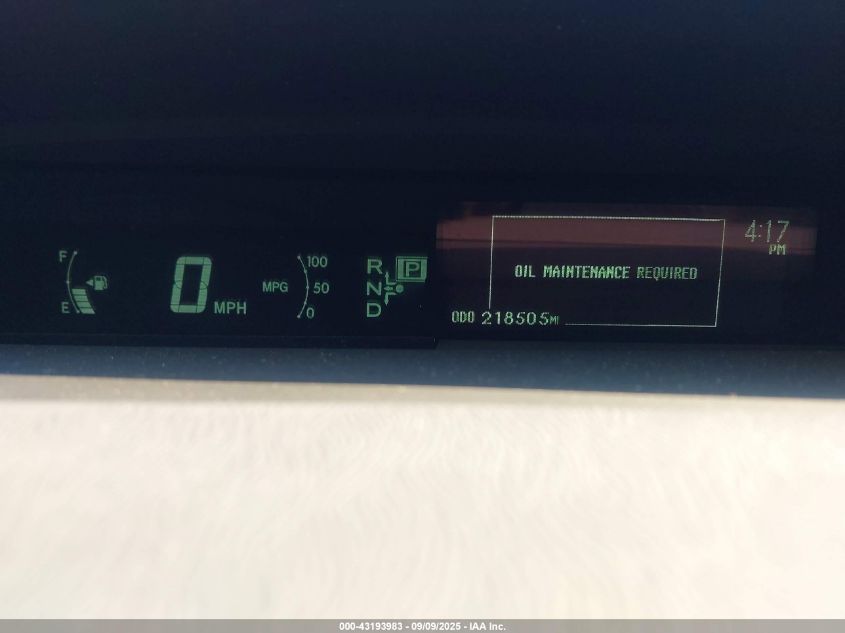 F
E
0 MPH
MPG
100
50
0
R
N
D
P
OIL MAINTENANCE REQUIRED
ODO 218505MI
4:17
PM
000-43193983 - 09/09/2025 - IAA Inc.